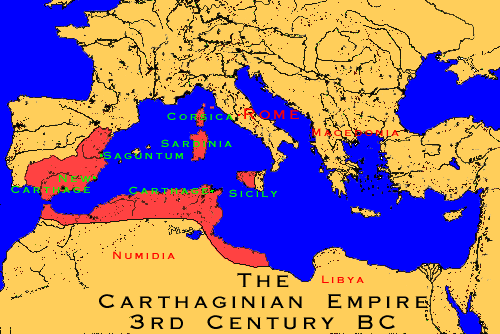 Corsica
Rome
Macedonia
Sardinia
Saguntum
New
Carthage
Carthage
Sicily
Numidia
Libya
The
Carthaginian Empire
3rd Century BC